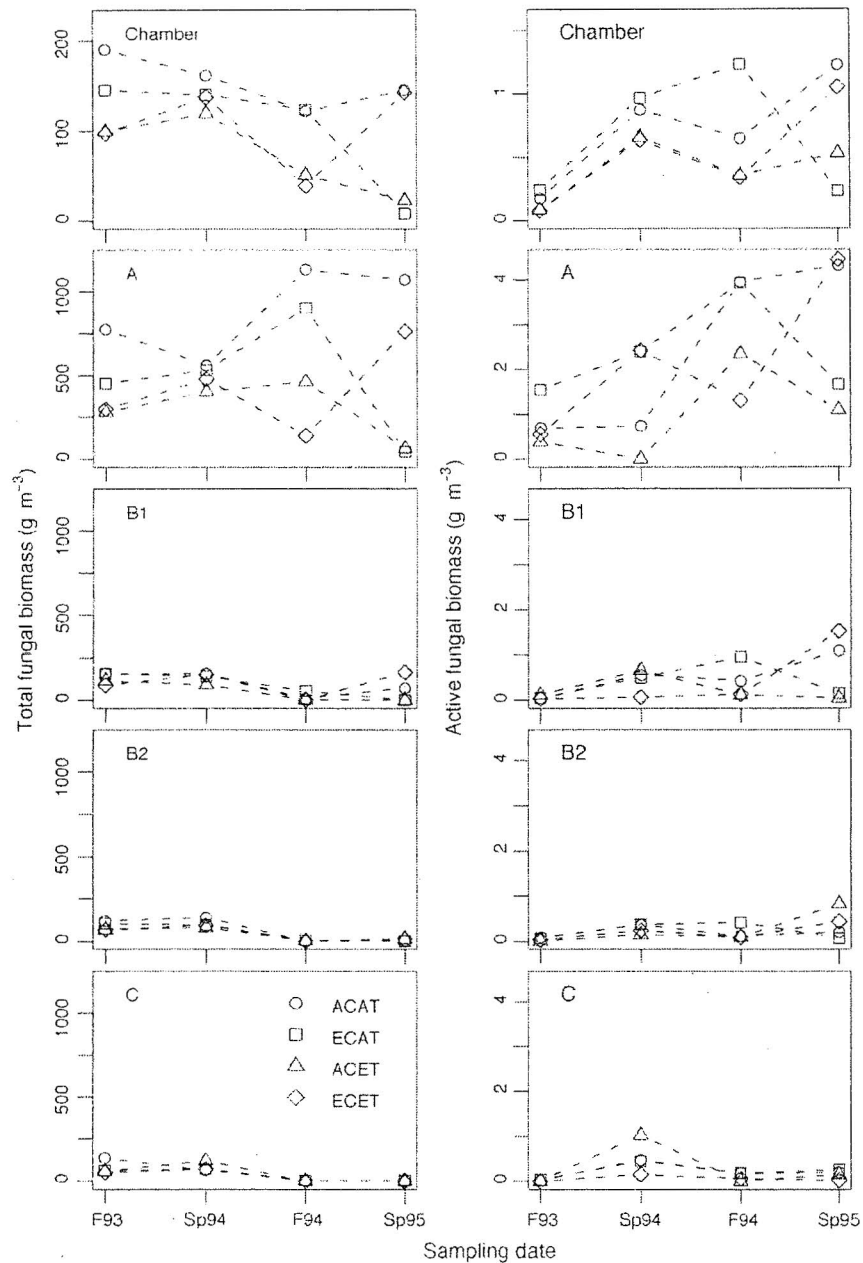 Chamber
200
100
0
A
1000
500
0
B1
1000
500
0
B2
1000
500
0
C
1000
500
0
ACAT
ECAT
ACET
ECET
F93
Sp94
F94
Sp95
Total fungal biomass (g m⁻³)
Chamber
1
0
A
4
2
0
B1
4
2
0
B2
4
2
0
C
4
2
0
F93
Sp94
F94
Sp95
Active fungal biomass (g m⁻³)
Sampling date